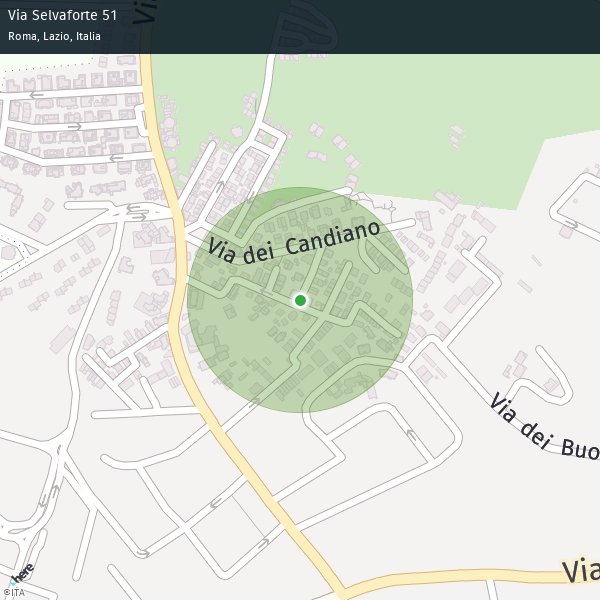 Via Selvaforte 51
Roma, Lazio, Italia
Vi
Via dei Candiano
Via dei Buo
Via
here
©ITA